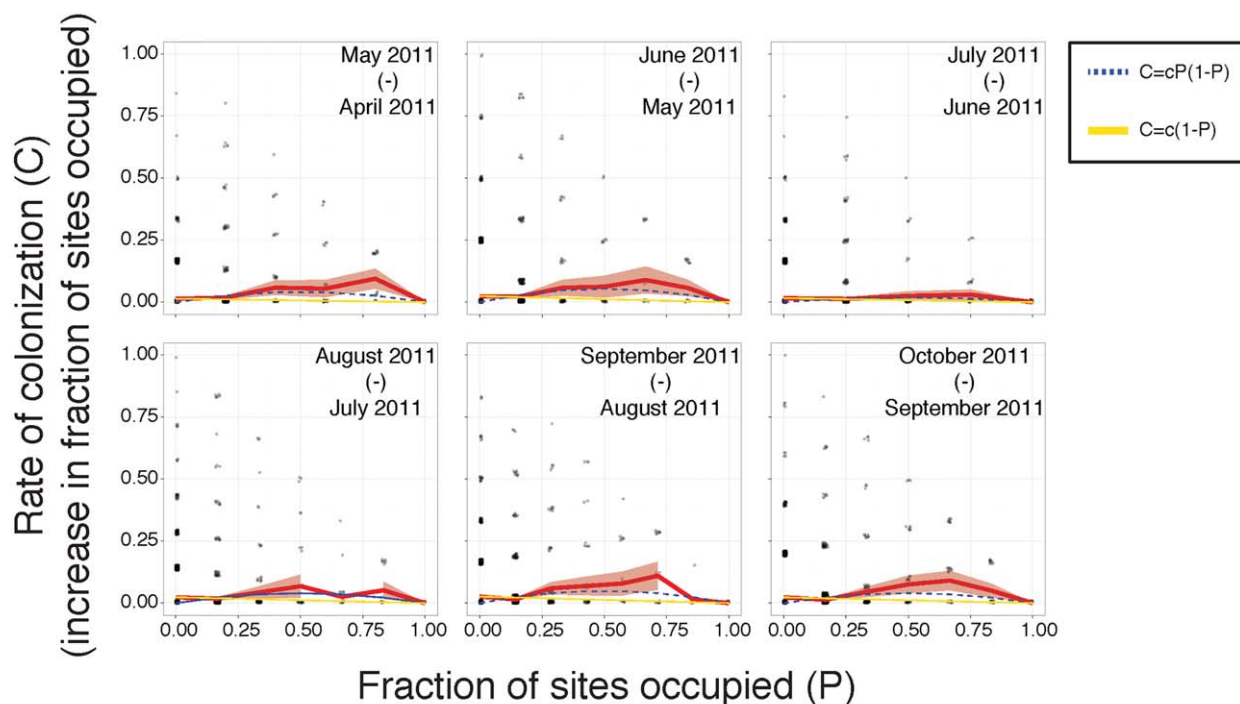 Rate of colonization (C)
(increase in fraction of sites occupied)
1.00
0.75
0.50
0.25
0.00
May 2011
(-)
April 2011
June 2011
(-)
May 2011
July 2011
(-)
June 2011
C=cP(1-P)
C=c(1-P)
1.00
0.75
0.50
0.25
0.00
August 2011
(-)
July 2011
September 2011
(-)
August 2011
October 2011
(-)
September 2011
0.00 0.25 0.50 0.75 1.00
0.00 0.25 0.50 0.75 1.00
0.00 0.25 0.50 0.75 1.00
Fraction of sites occupied (P)